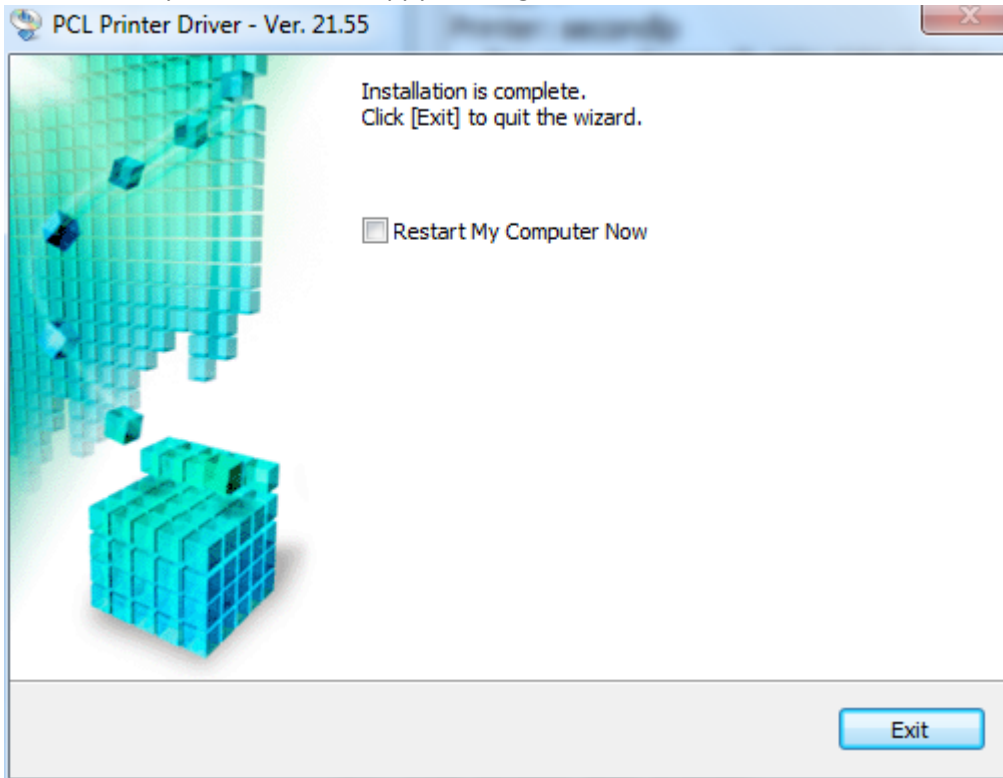 PCL Printer Driver - Ver. 21.55
Installation is complete.
Click [Exit] to quit the wizard.
Restart My Computer Now
Exit